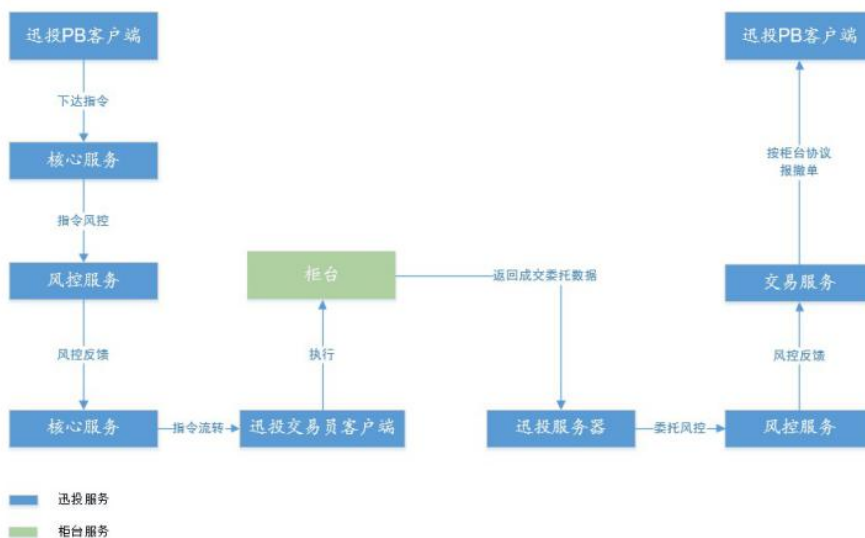 迅投PB客户端
下达指令
核心服务
指令风控
风控服务
风控反馈
核心服务
指令流转
迅投交易员客户端
执行
柜台
返回成交委托数据
迅投服务器
委托风控
风控服务
风控反馈
交易服务
按柜台协议
报撤单
迅投PB客户端
迅投服务
柜台服务